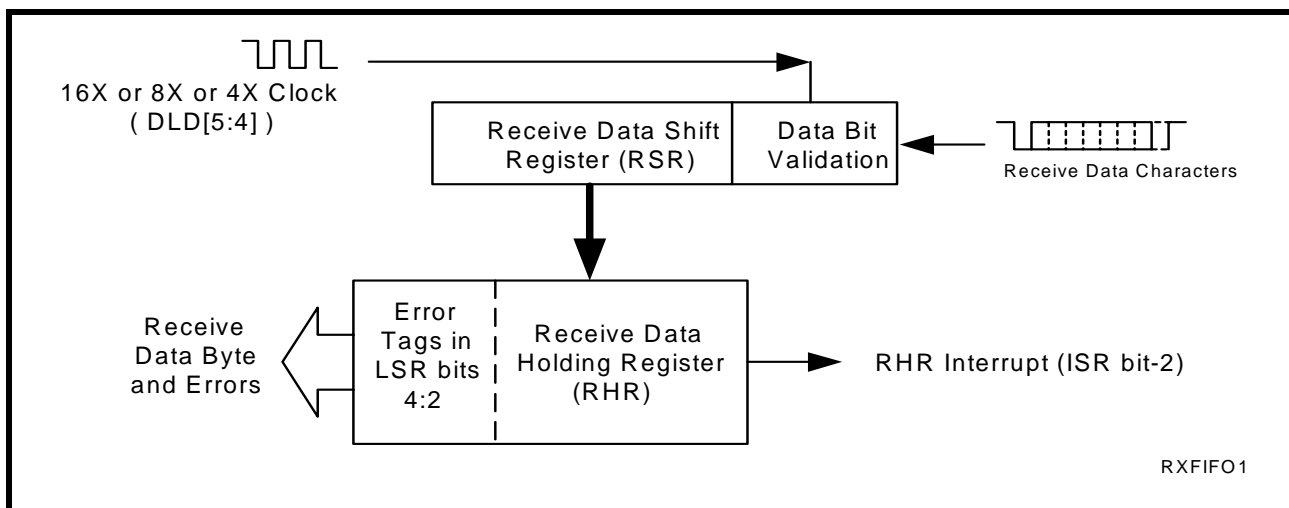 16X or 8X or 4X Clock
( DLD[5:4] )
Receive Data Shift
Register (RSR)
Data Bit
Validation
Receive Data Characters
Receive
Data Byte
and Errors
Error
Tags in
LSR bits
4:2
Receive Data
Holding Register
(RHR)
RHR Interrupt (ISR bit-2)
RXFIFO1